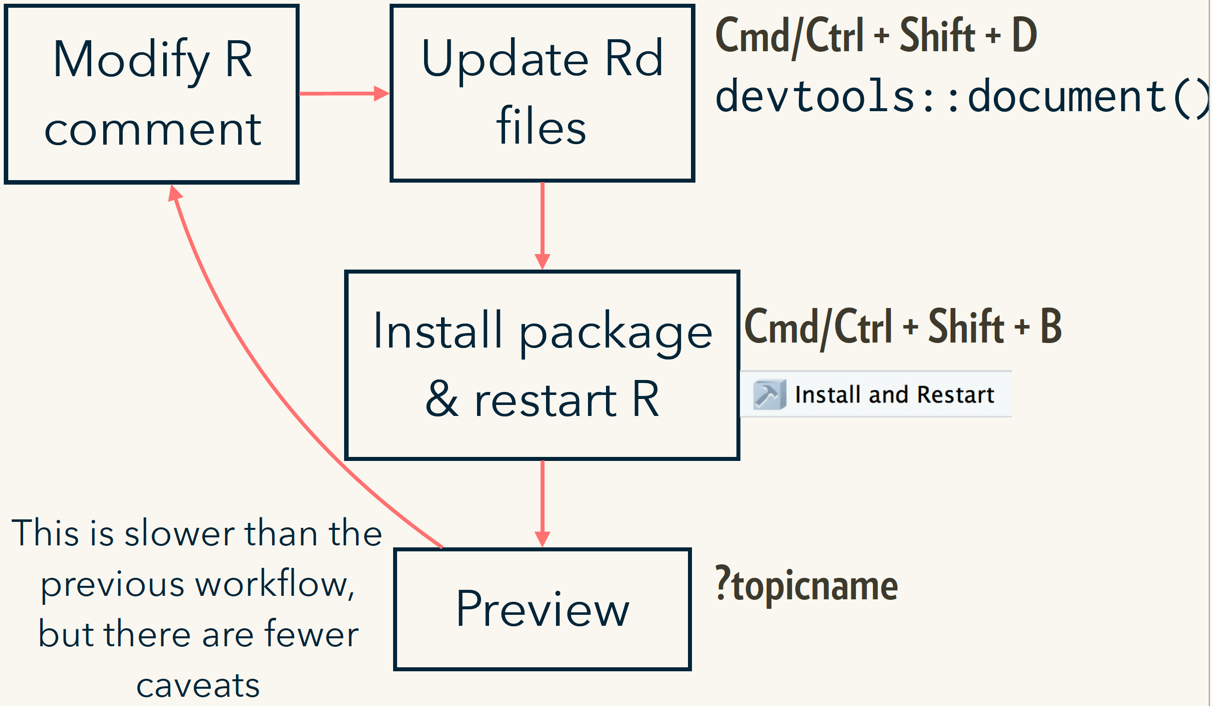 Modify R
comment
Update Rd
files
Cmd/Ctrl + Shift + D
devtools::document()
Install package
& restart R
Cmd/Ctrl + Shift + B
Install and Restart
This is slower than the
previous workflow,
but there are fewer
caveats
Preview
?topicname